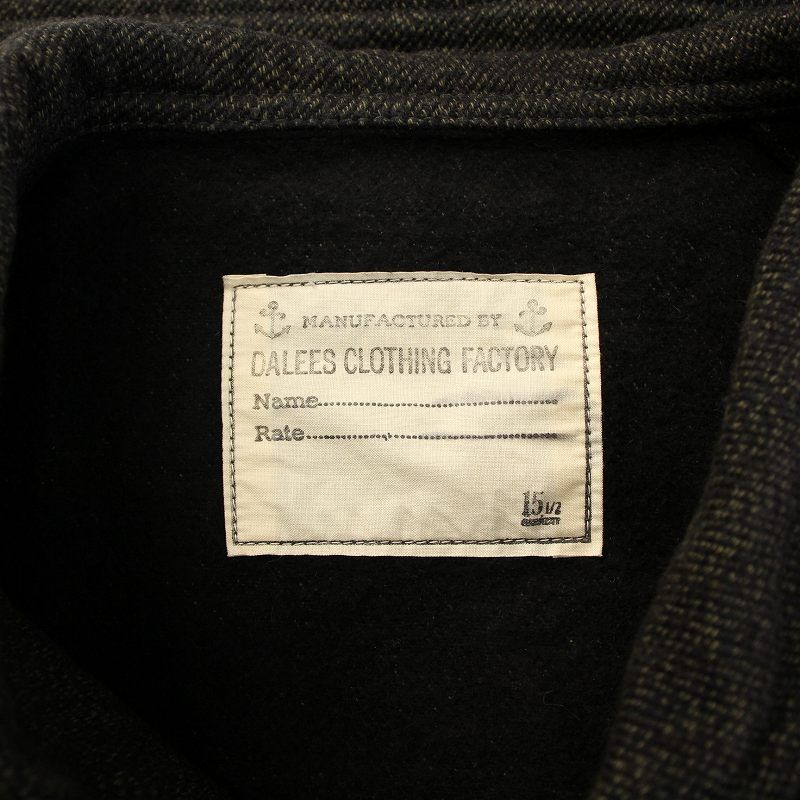 MANUFACTURED BY
DALEES CLOTHING FACTORY
Name
Rate
15 1/2